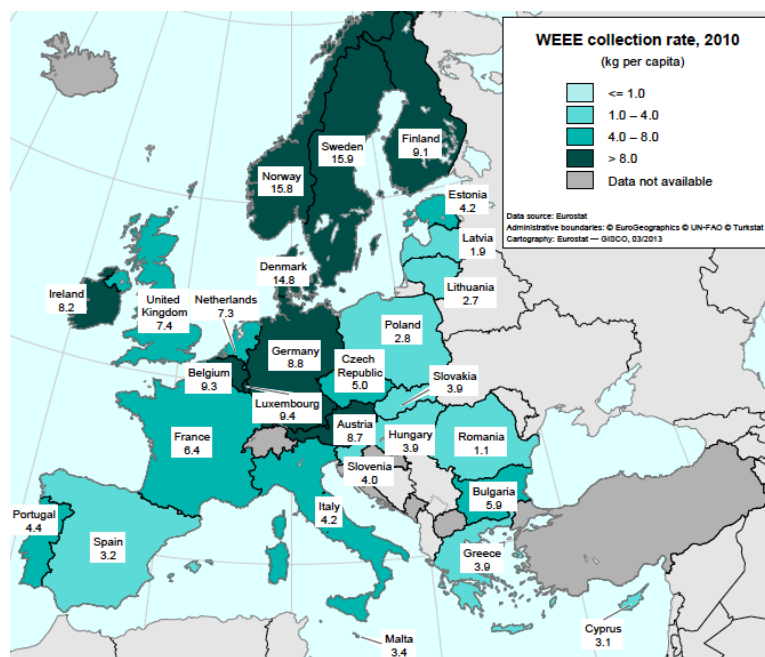 WEEE collection rate, 2010
(kg per capita)
<= 1.0
1.0 – 4.0
4.0 – 8.0
> 8.0
Data not available
Data source: Eurostat
Administrative boundaries: © EuroGeographics © UN-FAO © Turkstat
Cartography: Eurostat — GISCO, 03/2013
Finland
9.1
Sweden
15.9
Norway
15.8
Estonia
4.2
Latvia
1.9
Denmark
14.8
Lithuania
2.7
Ireland
8.2
United
Kingdom
7.4
Netherlands
7.3
Poland
2.8
Germany
8.8
Czech
Republic
5.0
Slovakia
3.9
Belgium
9.3
Luxembourg
9.4
Austria
8.7
France
6.4
Hungary
3.9
Romania
1.1
Slovenia
4.0
Bulgaria
5.9
Portugal
4.4
Italy
4.2
Spain
3.2
Greece
3.9
Cyprus
3.1
Malta
3.4